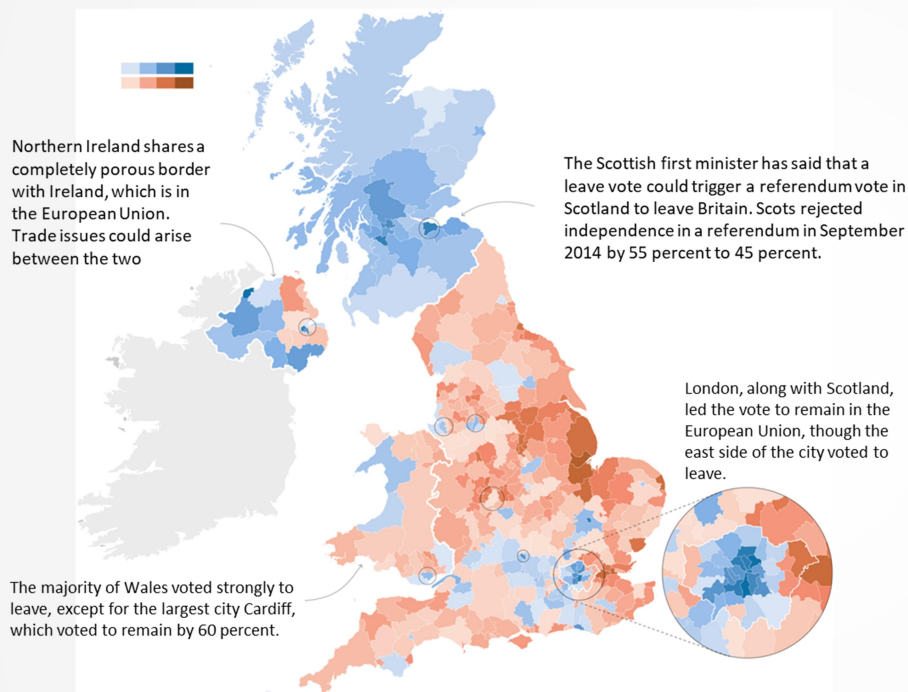 Northern Ireland shares a
completely porous border
with Ireland, which is in
the European Union.
Trade issues could arise
between the two
The Scottish first minister has said that a
leave vote could trigger a referendum vote in
Scotland to leave Britain. Scots rejected
independence in a referendum in September
2014 by 55 percent to 45 percent.
London, along with Scotland,
led the vote to remain in the
European Union, though the
east side of the city voted to
leave.
The majority of Wales voted strongly to
leave, except for the largest city Cardiff,
which voted to remain by 60 percent.